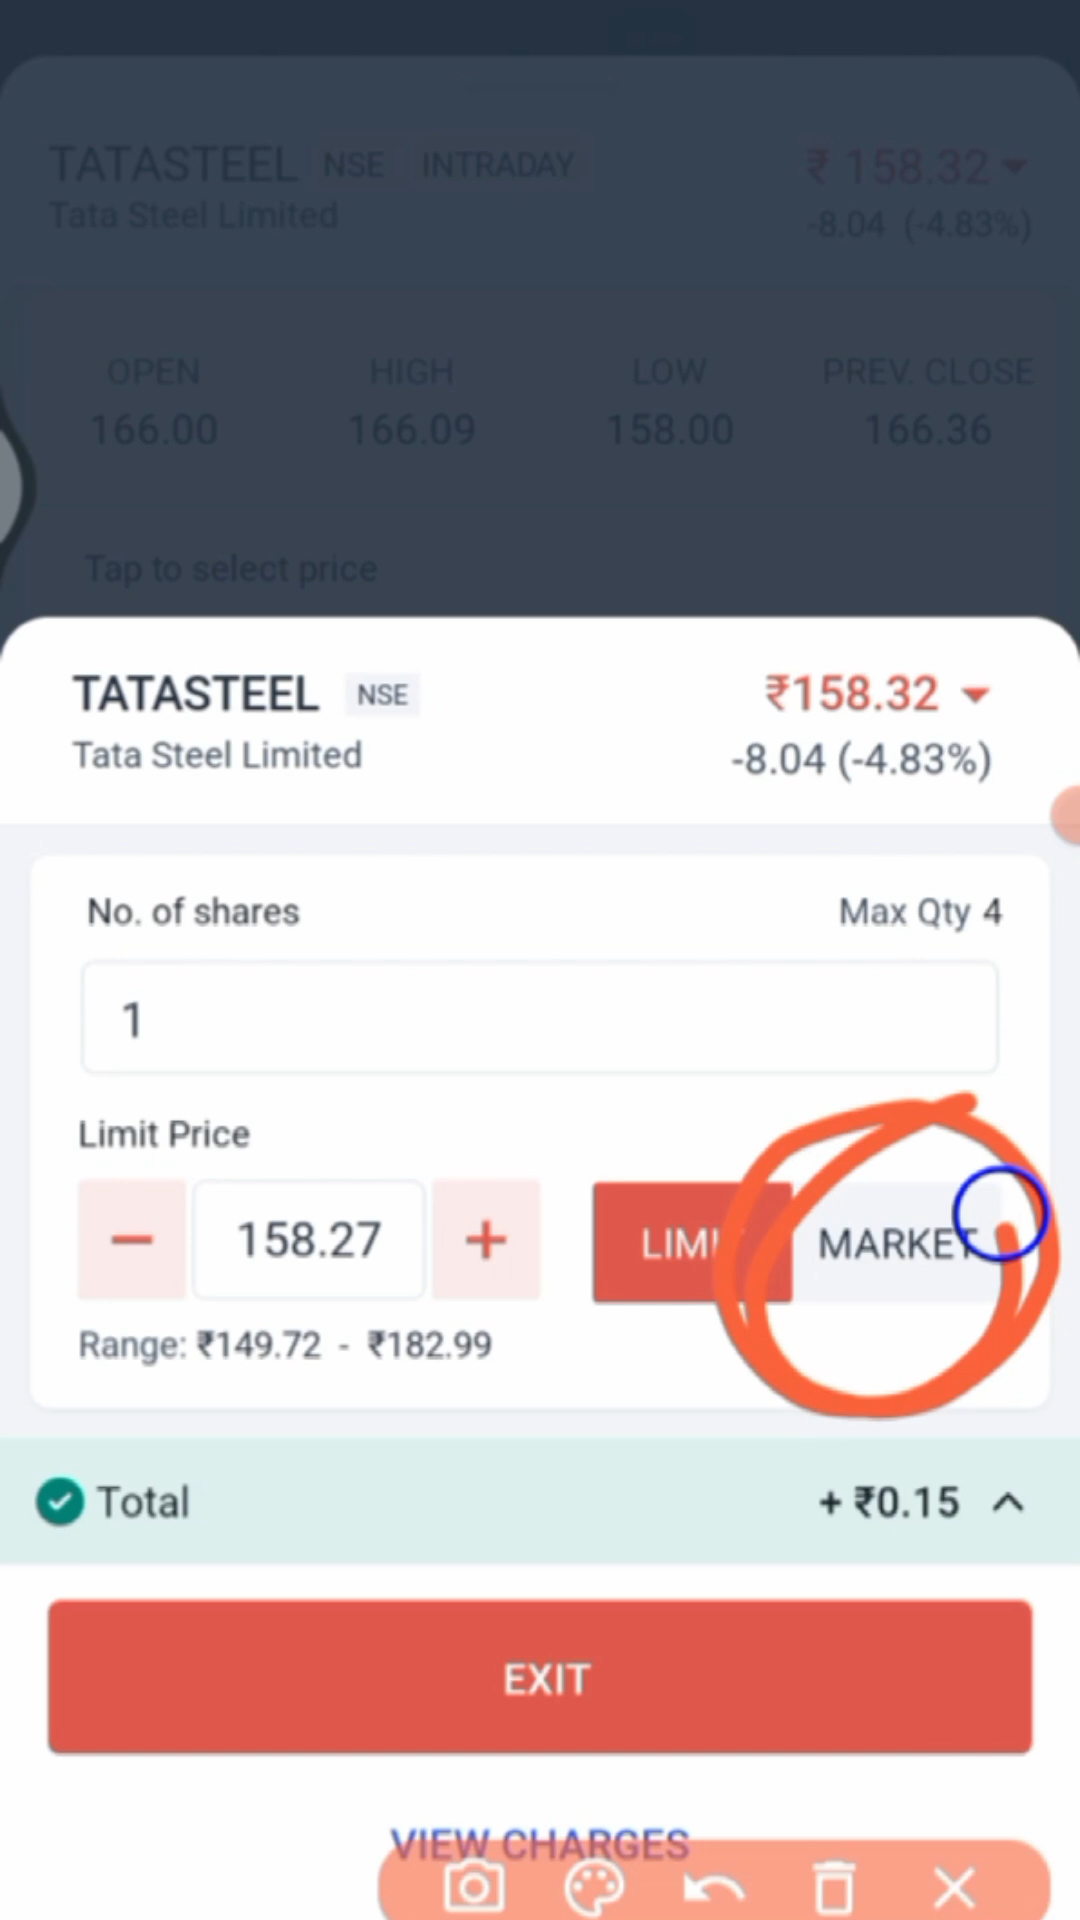 TATASTEEL NSE INTRADAY ₹ 158.32
Tata Steel Limited -8.04 (-4.83%)
OPEN HIGH LOW PREV. CLOSE
166.00 166.09 158.00 166.36
Tap to select price
TATASTEEL NSE ₹158.32
Tata Steel Limited -8.04 (-4.83%)
No. of shares Max Qty 4
1
Limit Price
158.27 LIMIT MARKET
Range: ₹149.72 - ₹182.99
Total + ₹0.15
EXIT
VIEW CHARGES